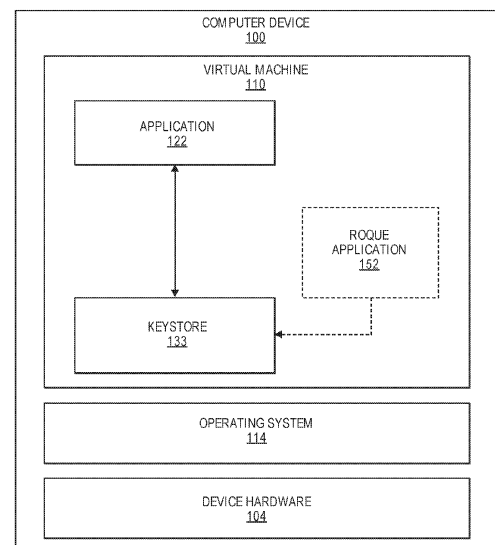 COMPUTER DEVICE
100
VIRTUAL MACHINE
110
APPLICATION
122
ROQUE
APPLICATION
152
KEYSTORE
133
OPERATING SYSTEM
114
DEVICE HARDWARE
104